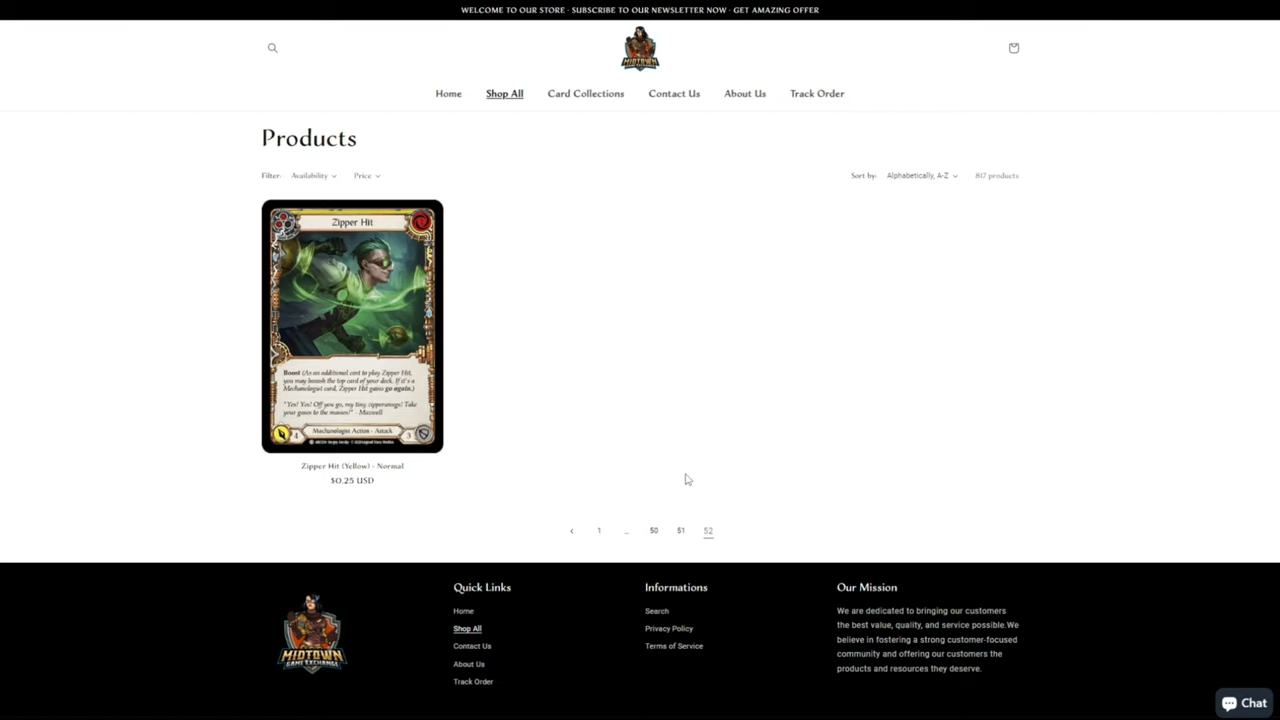 WELCOME TO OUR STORE · SUBSCRIBE TO OUR NEWSLETTER NOW · GET AMAZING OFFER
MIDTOWN
Home
Shop All
Card Collections
Contact Us
About Us
Track Order
Products
Filter:
Availability
Price
Sort by:
Alphabetically, A-Z
817 products
Zipper Hit
Boost (As an additional cost to play Zipper Hit,
you may banish the top card of your deck. If it's a
Mechanologist card, Zipper Hit gains go again.)
"Yes! Yes! Off you go, my tiny
your gears to the masses!" - Maxwell
4
Mechanologist Action - Attack
3
Zipper Hit (Yellow) - Normal
$0.25 USD
1
...
50
51
52
MIDTOWN
GAME EXCHANGE
Quick Links
Home
Shop All
Contact Us
About Us
Track Order
Informations
Search
Privacy Policy
Terms of Service
Our Mission
We are dedicated to bringing our customers
the best value, quality, and service possible.We
believe in fostering a strong customer-focused
community and offering our customers the
products and resources they deserve.
Chat